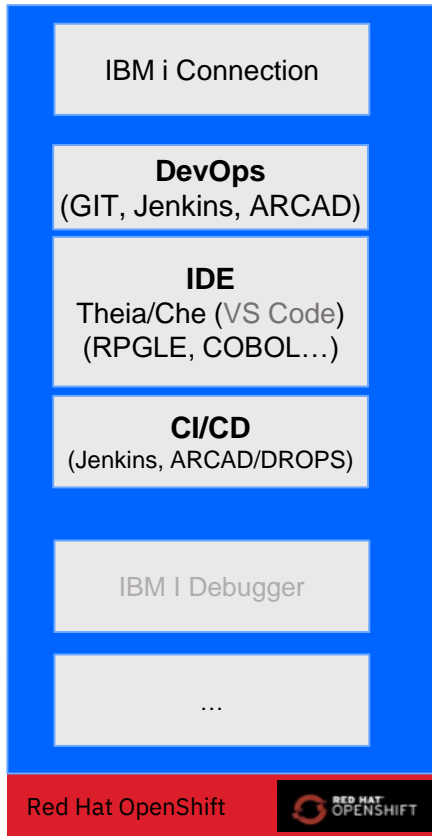 IBM i Connection
DevOps
(GIT, Jenkins, ARCAD)
IDE
Theia/Che (VS Code)
(RPGLE, COBOL…)
CI/CD
(Jenkins, ARCAD/DROPS)
IBM I Debugger
…
Red Hat OpenShift
RED HAT
OPENSHIFT